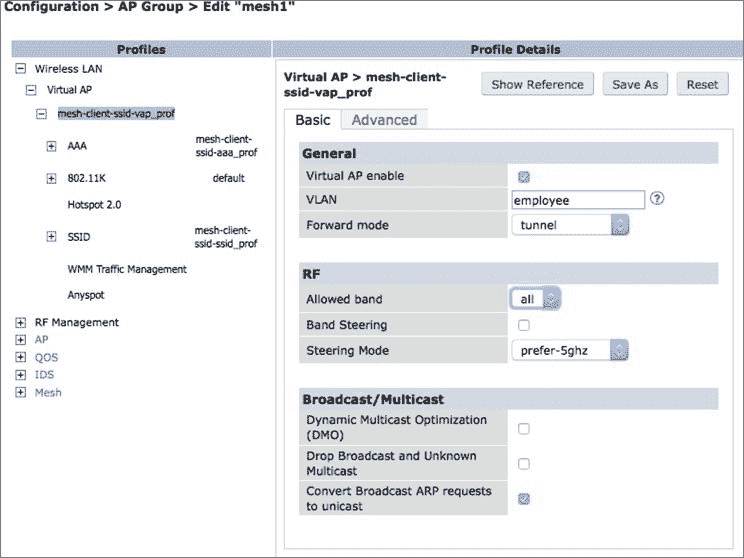 Configuration > AP Group > Edit "mesh1"
Profiles
Profile Details
Wireless LAN
Virtual AP
mesh-client-ssid-vap_prof
AAA
mesh-client-
ssid-aaa_prof
802.11K
default
Hotspot 2.0
SSID
mesh-client-
ssid-ssid_prof
WMM Traffic Management
Anyspot
RF Management
AP
QOS
IDS
Mesh
Virtual AP > mesh-client-
ssid-vap_prof
Show Reference
Save As
Reset
Basic
Advanced
General
Virtual AP enable
VLAN
employee
?
Forward mode
tunnel
RF
Allowed band
all
Band Steering
Steering Mode
prefer-5ghz
Broadcast/Multicast
Dynamic Multicast Optimization
(DMO)
Drop Broadcast and Unknown
Multicast
Convert Broadcast ARP requests
to unicast